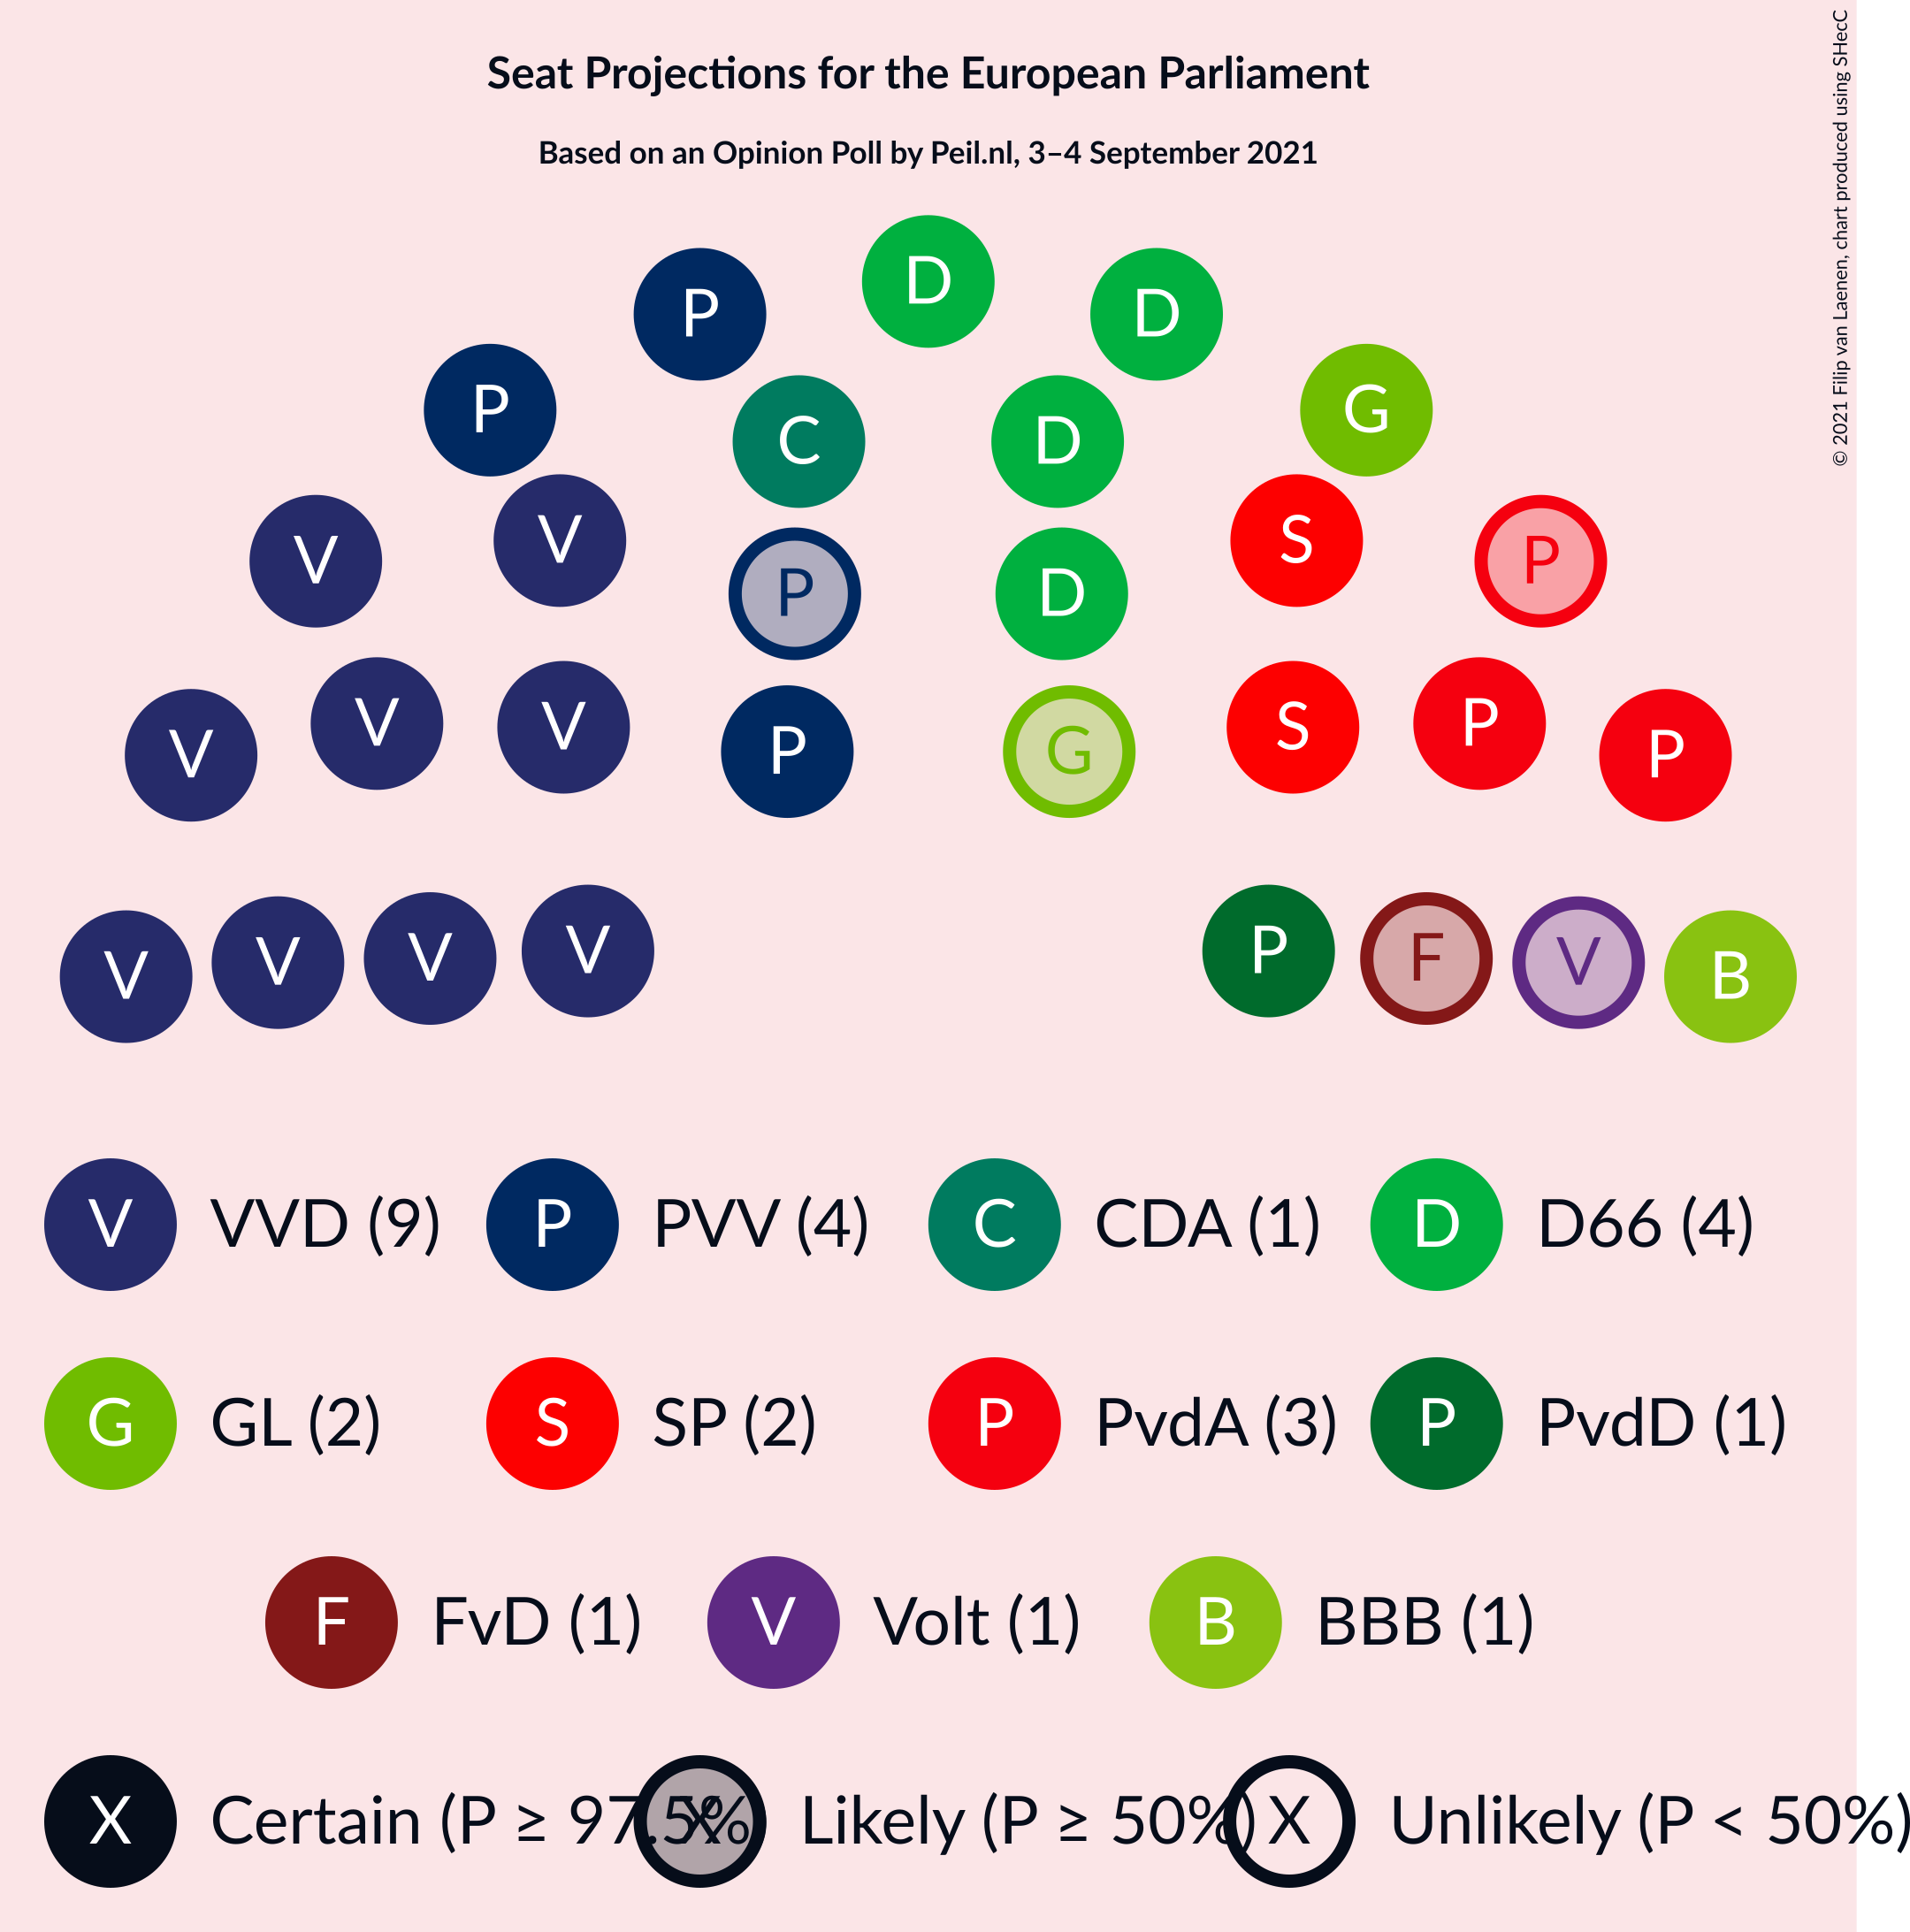 Seat Projections for the European Parliament
Based on an Opinion Poll by Peil.nl, 3–4 September 2021
© 2021 Filip van Laenen, chart produced using SHecC
D
P D
P G
C D
V V S P
P D
V V V P G S P P
V V V V P F V B
V VVD (9) P PVV (4) C CDA (1) D D66 (4)
G GL (2) S SP (2) P PvdA (3) P PvdD (1)
F FvD (1) V Volt (1) B BBB (1)
X Certain (P ≥ 97.5%) X Likely (P ≥ 50%) X Unlikely (P < 50%)